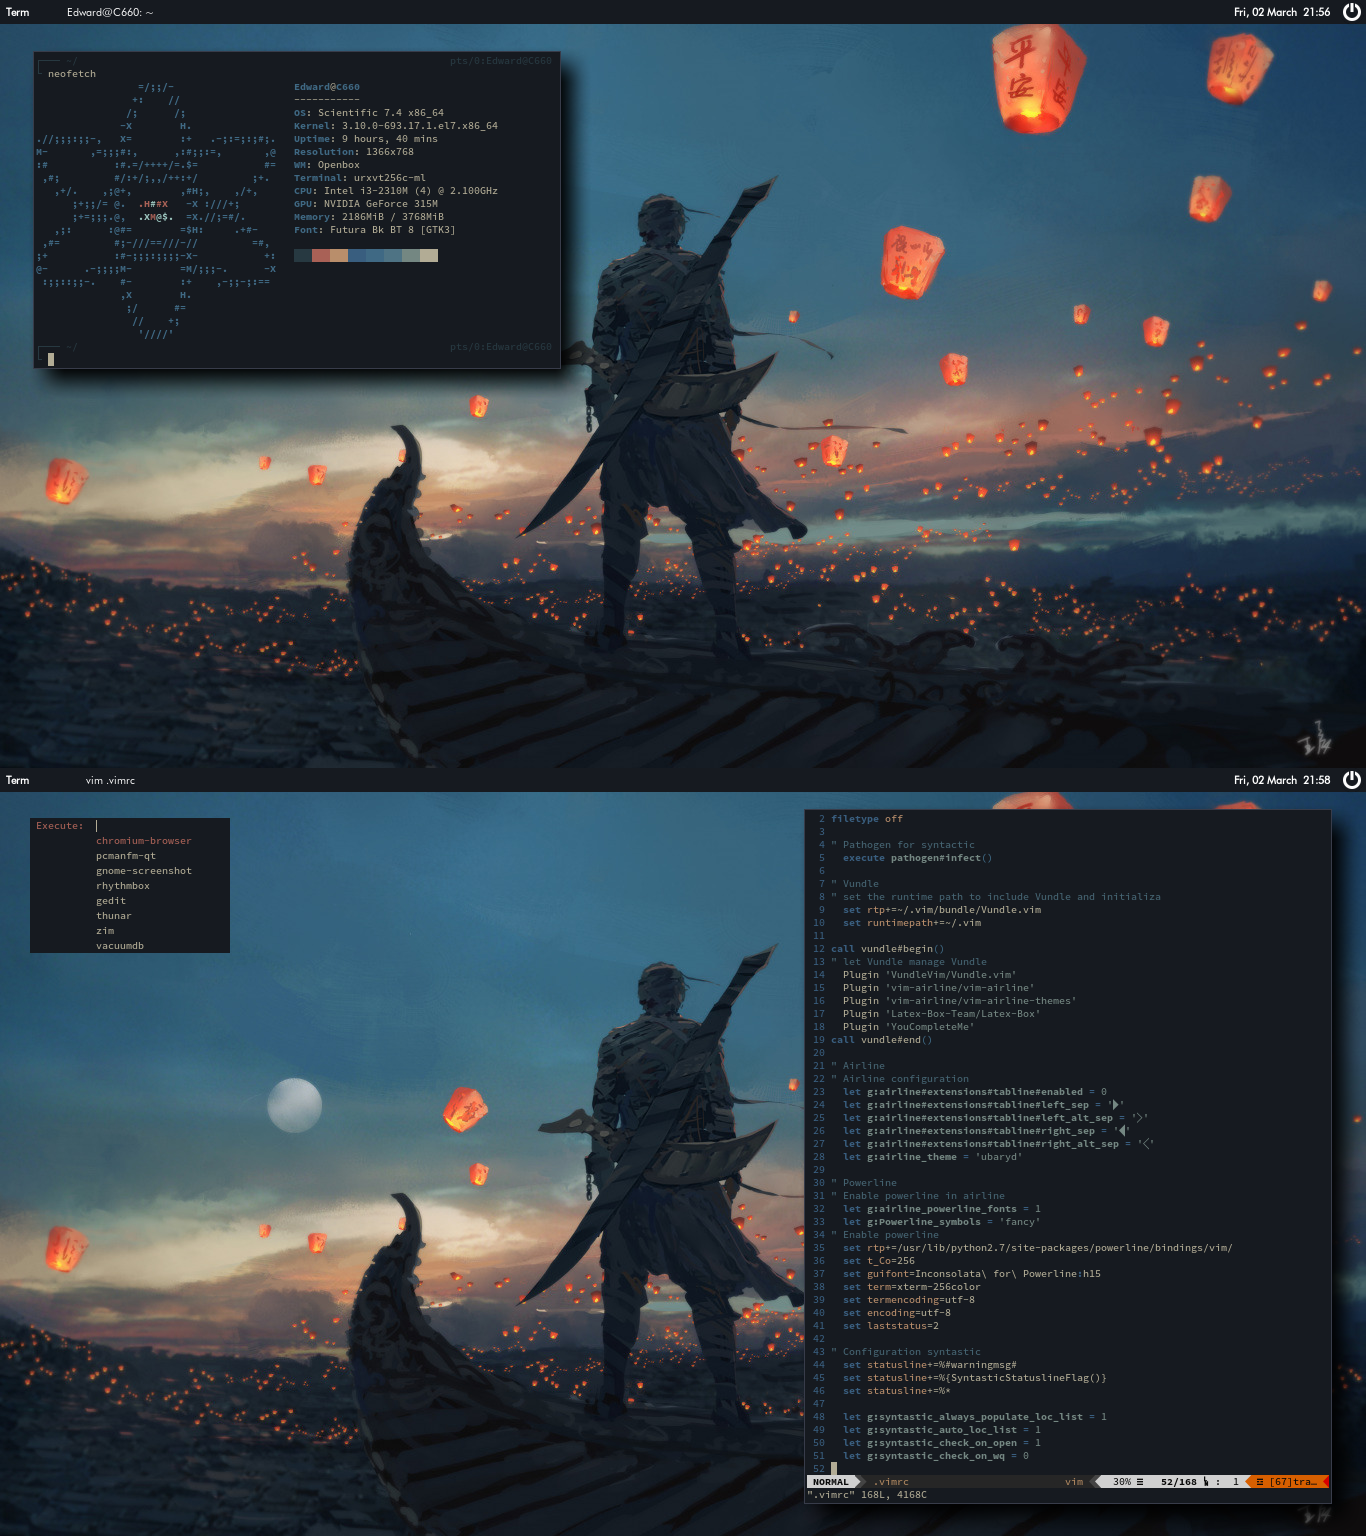 Term Edward@C660: ~ Fri, 02 March 21:56
~/ pts/0:Edward@C660
neofetch
Edward@C660
-----------
OS: Scientific 7.4 x86_64
Kernel: 3.10.0-693.17.1.el7.x86_64
Uptime: 9 hours, 40 mins
Resolution: 1366x768
WM: Openbox
Terminal: urxvt256c-ml
CPU: Intel i3-2310M (4) @ 2.100GHz
GPU: NVIDIA GeForce 315M
Memory: 2186MiB / 3768MiB
Font: Futura Bk BT 8 [GTK3]
~/ pts/0:Edward@C660
平安
Term vim .vimrc Fri, 02 March 21:58
Execute:
chromium-browser
pcmanfm-qt
gnome-screenshot
rhythmbox
gedit
thunar
zim
vacuumdb
2 filetype off
3
4 " Pathogen for syntactic
5 execute pathogen#infect()
6
7 " Vundle
8 " set the runtime path to include Vundle and initializa
9 set rtp+=~/.vim/bundle/Vundle.vim
10 set runtimepath+=~/.vim
11
12 call vundle#begin()
13 " let Vundle manage Vundle
14 Plugin 'VundleVim/Vundle.vim'
15 Plugin 'vim-airline/vim-airline'
16 Plugin 'vim-airline/vim-airline-themes'
17 Plugin 'Latex-Box-Team/Latex-Box'
18 Plugin 'YouCompleteMe'
19 call vundle#end()
20
21 " Airline
22 " Airline configuration
23 let g:airline#extensions#tabline#enabled = 0
24 let g:airline#extensions#tabline#left_sep = ''
25 let g:airline#extensions#tabline#left_alt_sep = ''
26 let g:airline#extensions#tabline#right_sep = ''
27 let g:airline#extensions#tabline#right_alt_sep = ''
28 let g:airline_theme = 'ubaryd'
29
30 " Powerline
31 " Enable powerline in airline
32 let g:airline_powerline_fonts = 1
33 let g:Powerline_symbols = 'fancy'
34 " Enable powerline
35 set rtp+=/usr/lib/python2.7/site-packages/powerline/bindings/vim/
36 set t_Co=256
37 set guifont=Inconsolata\ for\ Powerline:h15
38 set term=xterm-256color
39 set termencoding=utf-8
40 set encoding=utf-8
41 set laststatus=2
42
43 " Configuration syntastic
44 set statusline+=%#warningmsg#
45 set statusline+=%{SyntasticStatuslineFlag()}
46 set statusline+=%*
47
48 let g:syntastic_always_populate_loc_list = 1
49 let g:syntastic_auto_loc_list = 1
50 let g:syntastic_check_on_open = 1
51 let g:syntastic_check_on_wq = 0
52
NORMAL .vimrc vim 30% ☰ 52/168 : 1 ☲ [67]tra…
".vimrc" 168L, 4168C